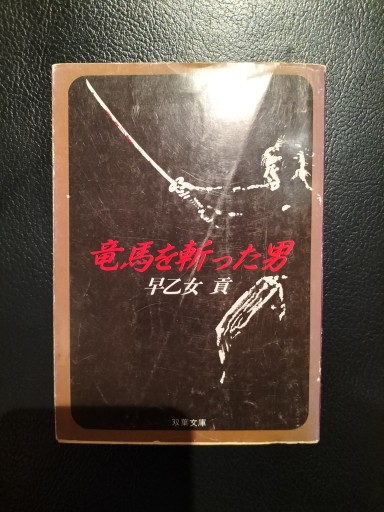 竜馬を斬った男
早乙女 貢
双葉文庫